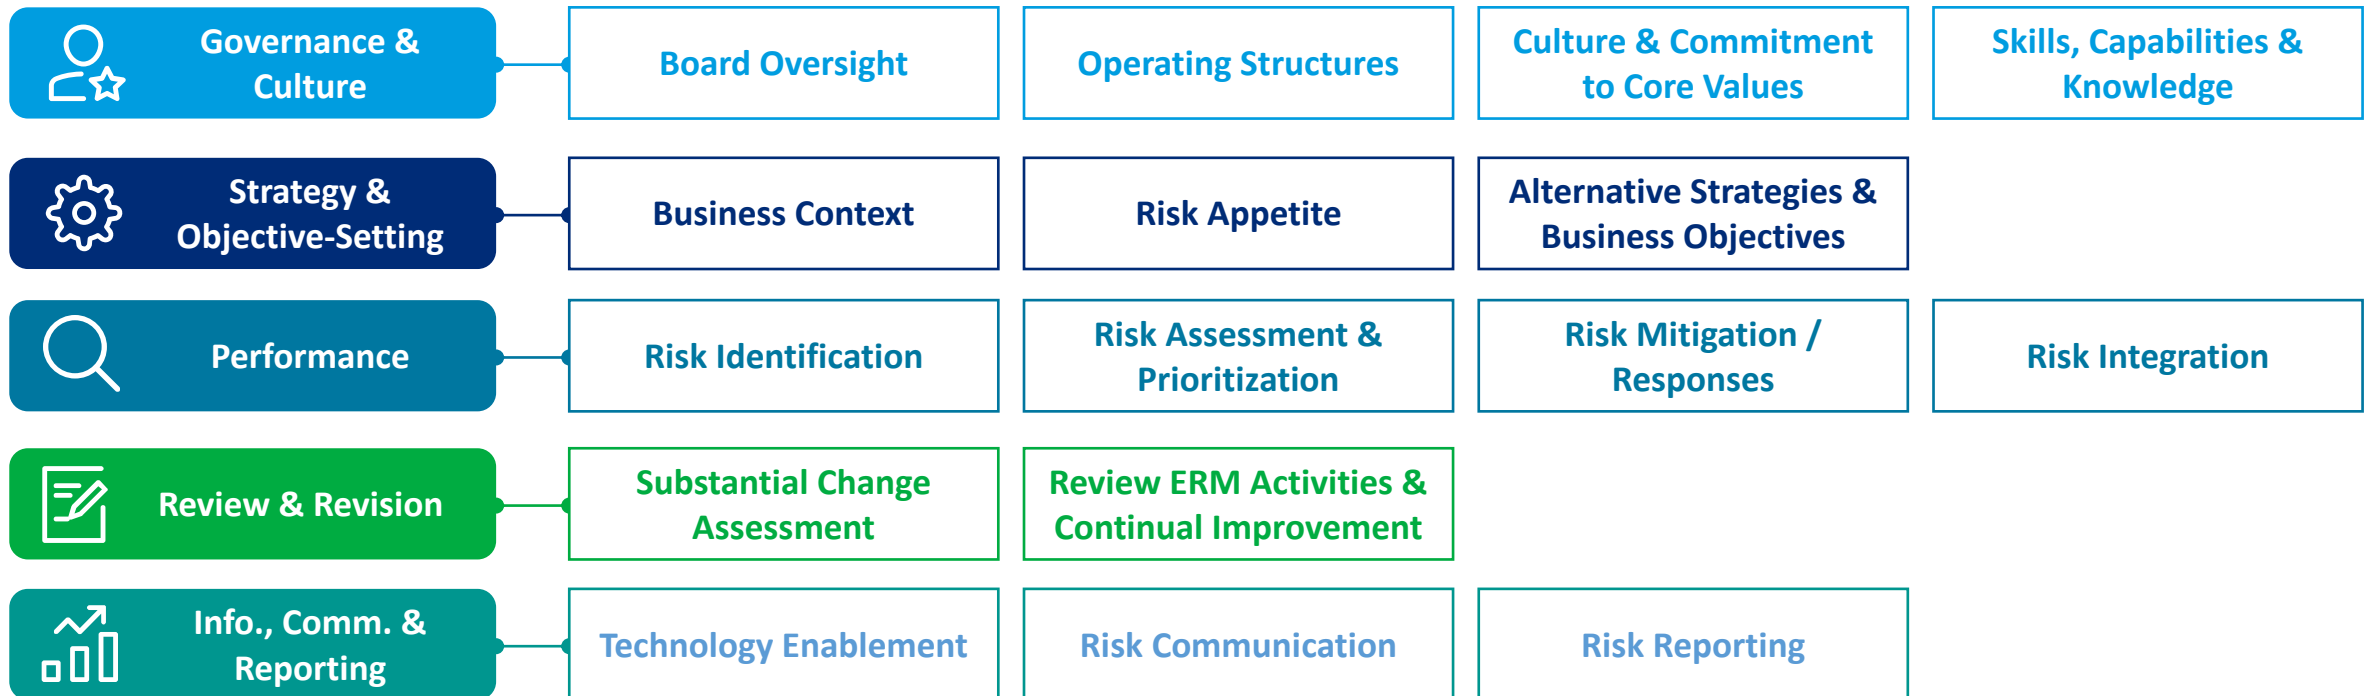 Governance &
Culture
Board Oversight
Operating Structures
Culture & Commitment
to Core Values
Skills, Capabilities &
Knowledge
Strategy &
Objective-Setting
Business Context
Risk Appetite
Alternative Strategies &
Business Objectives
Performance
Risk Identification
Risk Assessment &
Prioritization
Risk Mitigation /
Responses
Risk Integration
Review & Revision
Substantial Change
Assessment
Review ERM Activities &
Continual Improvement
Info., Comm. &
Reporting
Technology Enablement
Risk Communication
Risk Reporting